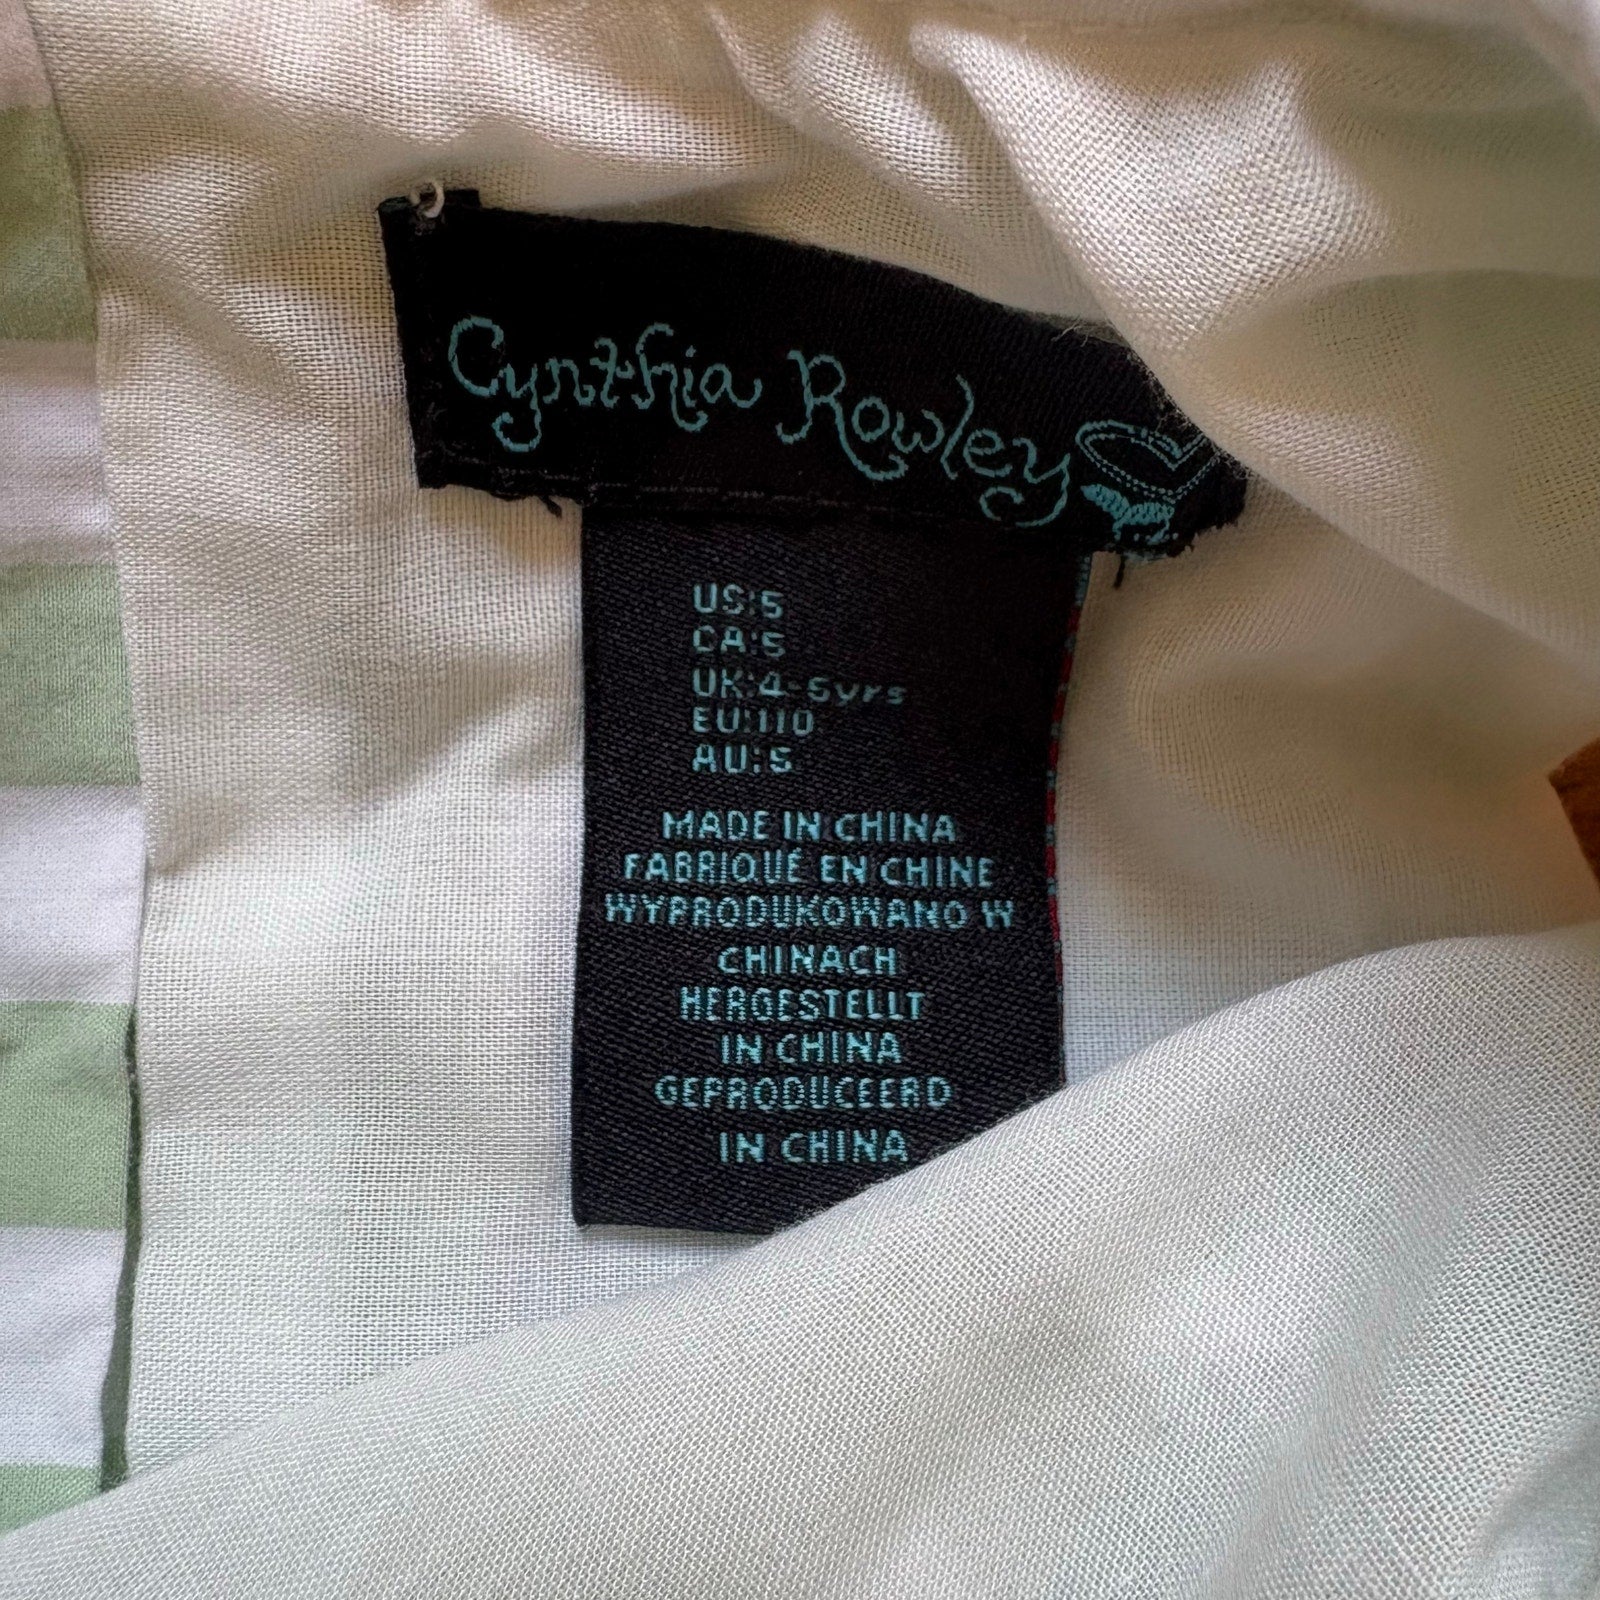 Cynthia Rowley
US:5
CA:5
UK:4-5yrs
EU:110
AU:5
MADE IN CHINA
FABRIQUÉ EN CHINE
WYPRODUKOWANO W
CHINACH
HERGESTELLT
IN CHINA
GEPRODUCEERD
IN CHINA